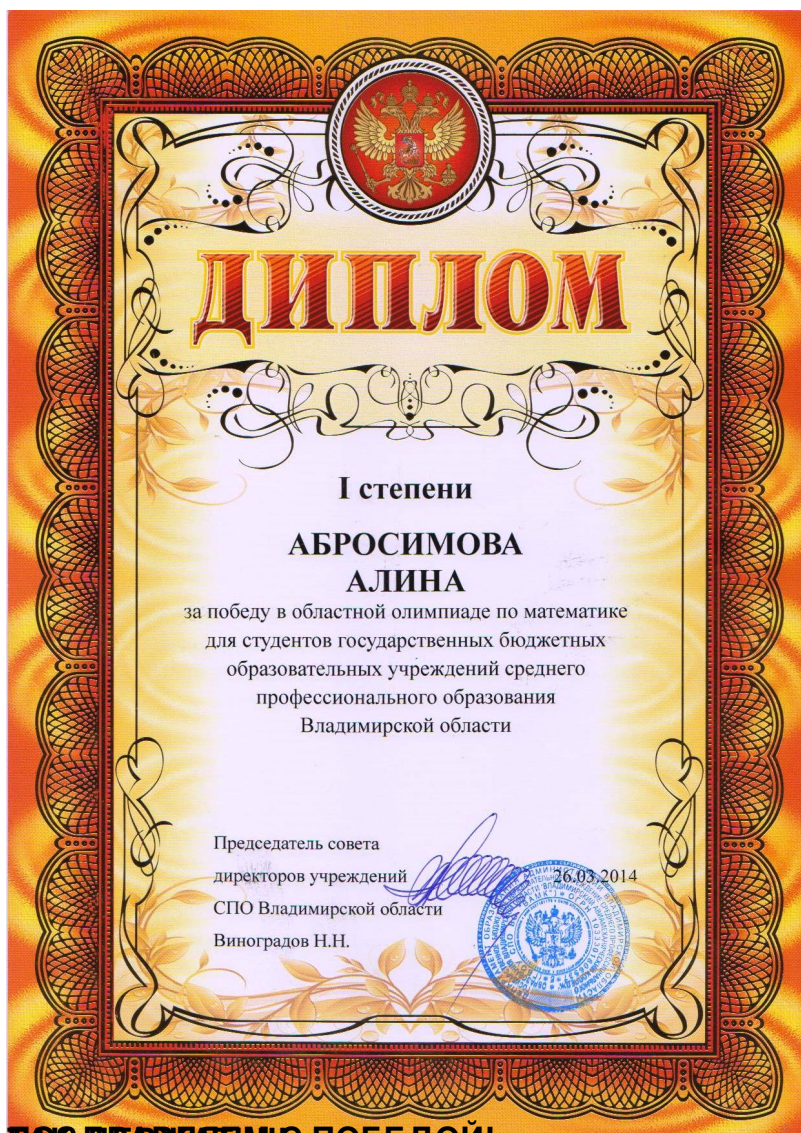 ДИПЛОМ
I степени
АБРОСИМОВА
АЛИНА
за победу в областной олимпиаде по математике
для студентов государственных бюджетных
образовательных учреждений среднего
профессионального образования
Владимирской области
Председатель совета
директоров учреждений 26.03.2014
СПО Владимирской области
Виноградов Н.Н.
ПОБЕДОЙ!